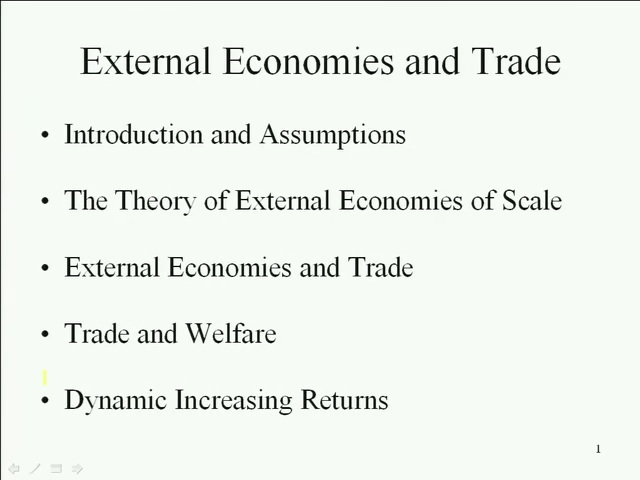 External Economies and Trade
• Introduction and Assumptions
• The Theory of External Economies of Scale
• External Economies and Trade
• Trade and Welfare
• Dynamic Increasing Returns
1